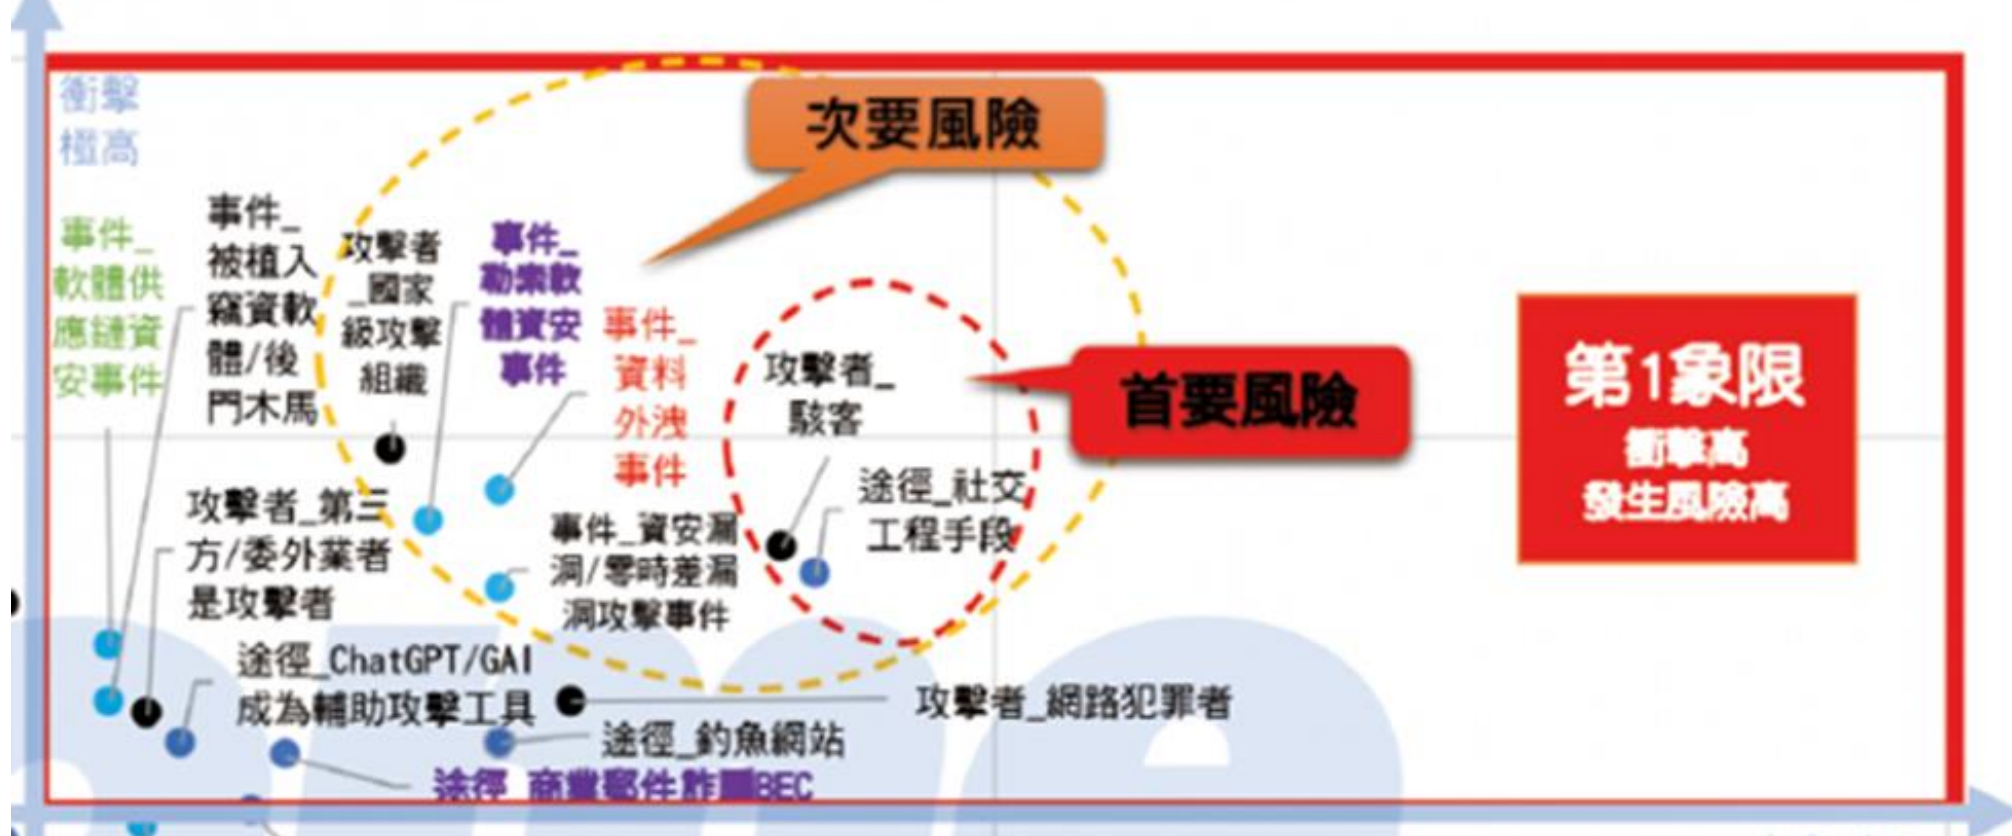 衝擊
極高
次要風險
事件_
軟體供
應鏈資
安事件
事件_
被植入
竊資軟
體/後
門木馬
攻擊者
_國家
級攻擊
組織
事件_
勒索軟
體資安
事件
事件_
資料
外洩
事件
攻擊者_
駭客
首要風險
第1象限
衝擊高
發生風險高
攻擊者_第三
方/委外業者
是攻擊者
事件_資安漏
洞/零時差漏
洞攻擊事件
途徑_社交
工程手段
途徑_ChatGPT/GAI
成為輔助攻擊工具
攻擊者_網路犯罪者
途徑_釣魚網站
途徑_商業郵件詐騙BEC